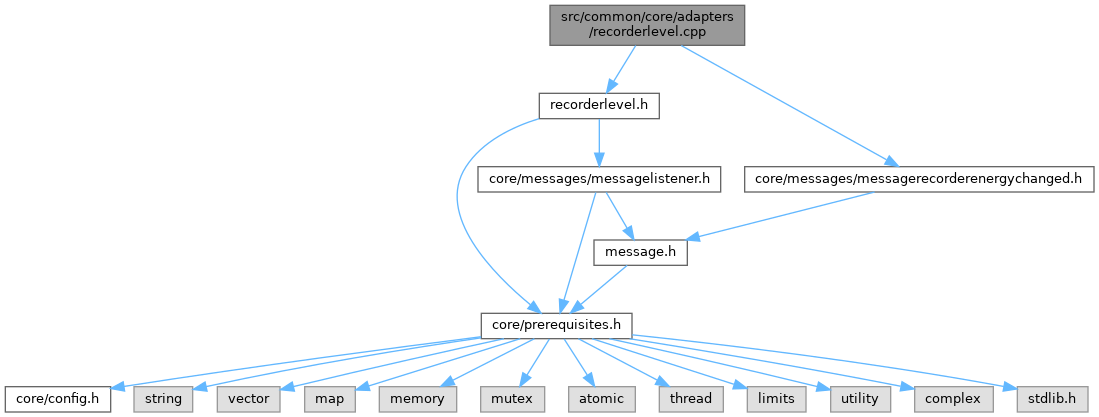 src/common/core/adapters
/recorderlevel.cpp
recorderlevel.h
core/messages/messagelistener.h
core/messages/messagerecorderenergychanged.h
message.h
core/prerequisites.h
core/config.h
string
vector
map
memory
mutex
atomic
thread
limits
utility
complex
stdlib.h